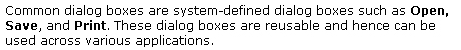 Common dialog boxes are system-defined dialog boxes such as Open,
Save, and Print. These dialog boxes are reusable and hence can be
used across various applications.